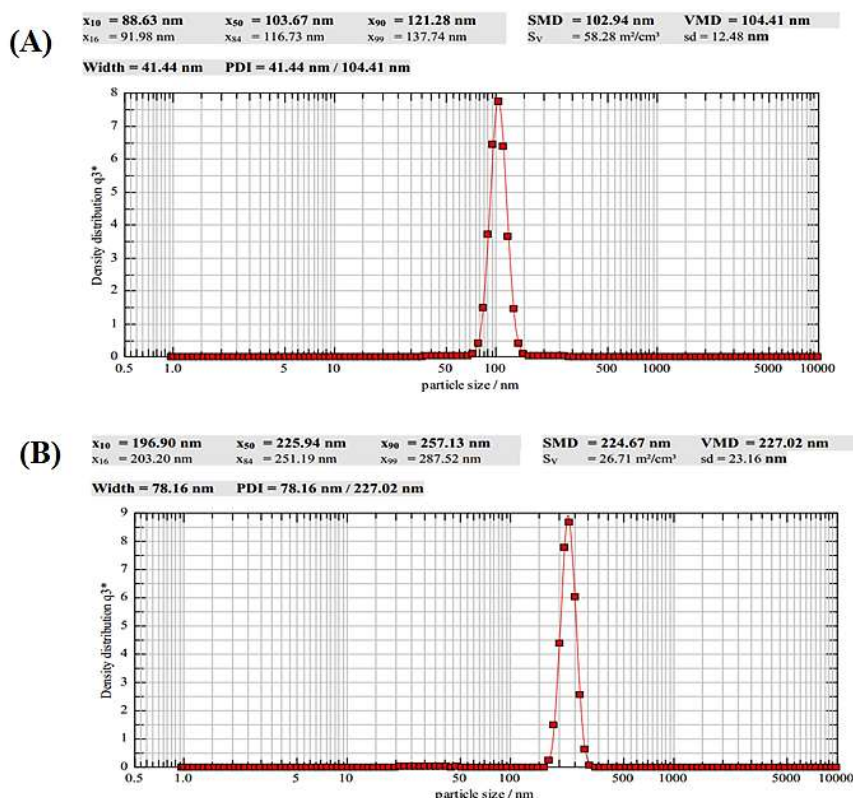 (A)
x₁₀ = 88.63 nm x₅₀ = 103.67 nm x₉₀ = 121.28 nm SMD = 102.94 nm VMD = 104.41 nm
x₁₆ = 91.98 nm x₈₄ = 116.73 nm x₉₉ = 137.74 nm Sᵥ = 58.28 m²/cm³ sd = 12.48 nm
Width = 41.44 nm PDI = 41.44 nm / 104.41 nm
Density distribution q3*
8
7
6
5
4
3
2
1
0
0.5 1.0 5 10 50 100 500 1000 5000 10000
particle size / nm
(B)
x₁₀ = 196.90 nm x₅₀ = 225.94 nm x₉₀ = 257.13 nm SMD = 224.67 nm VMD = 227.02 nm
x₁₆ = 203.20 nm x₈₄ = 251.19 nm x₉₉ = 287.52 nm Sᵥ = 26.71 m²/cm³ sd = 23.16 nm
Width = 78.16 nm PDI = 78.16 nm / 227.02 nm
Density distribution q3*
9
8
7
6
5
4
3
2
1
0
0.5 1.0 5 10 50 100 500 1000 5000 10000
particle size / nm